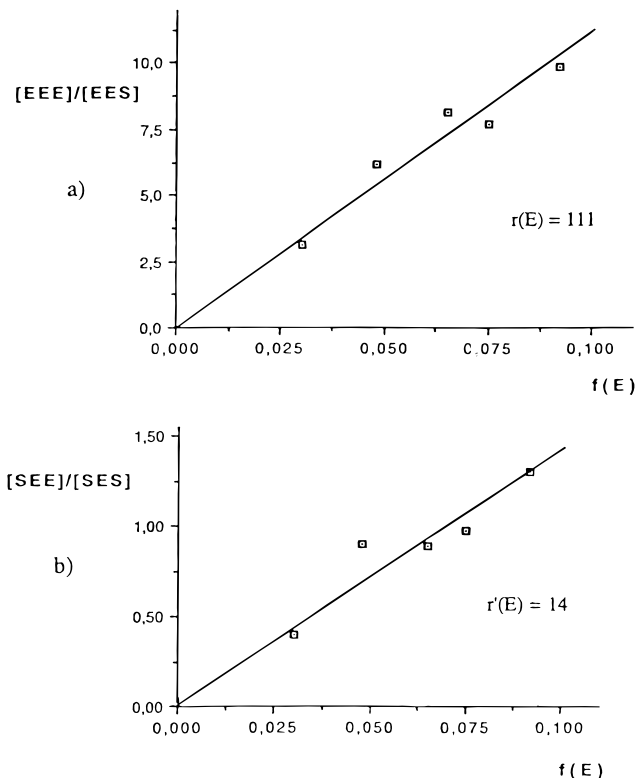 10,0
[EEE]/[EES]
7,5
a)
5,0
r(E) = 111
2,5
0,0
0,000 0,025 0,050 0,075 0,100
f(E)
1,50
[SEE]/[SES]
1,00
b)
r'(E) = 14
0,50
0,00
0,000 0,025 0,050 0,075 0,100
f(E)